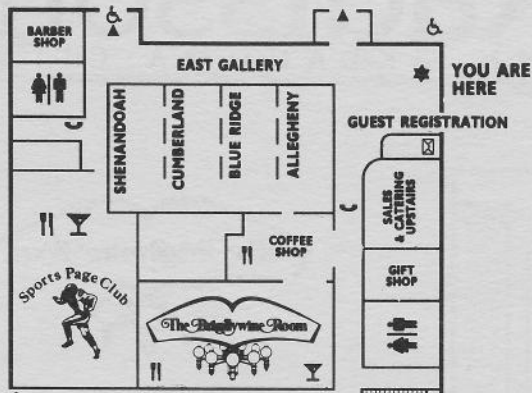 BARBER
SHOP
EAST GALLERY
YOU ARE
HERE
GUEST REGISTRATION
SHENANDOAH
CUMBERLAND
BLUE RIDGE
ALLEGHENY
SALES
& CATERING
UPSTAIRS
COFFEE
SHOP
GIFT
SHOP
Sports Page Club
The Brandywine Room